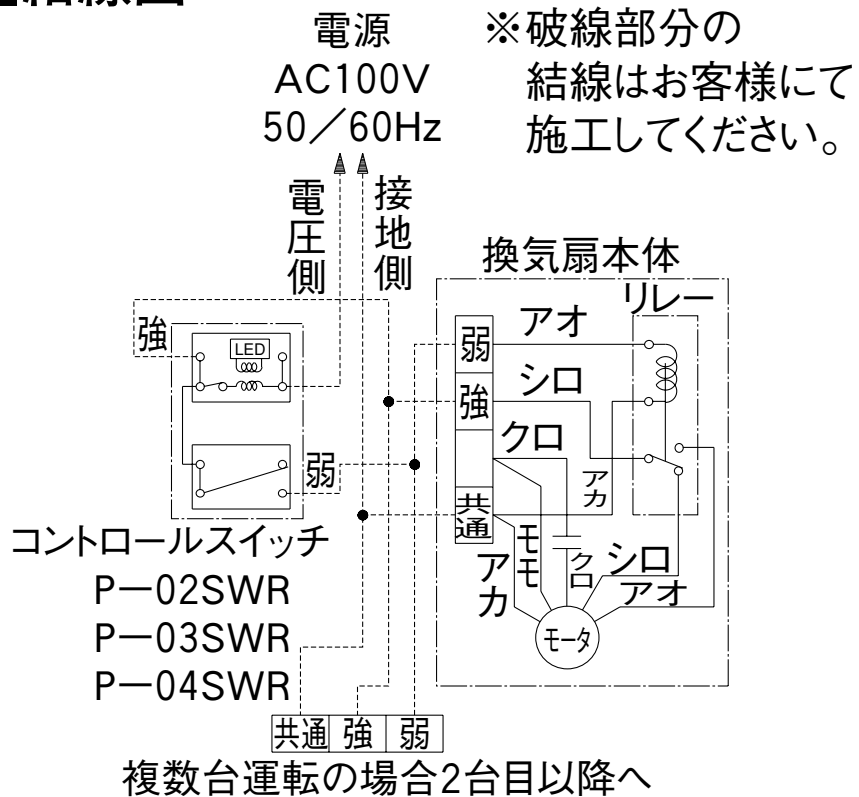 電源
AC100V
50／60Hz
※破線部分の
結線はお客様にて
施工してください。
電圧側
接地側
換気扇本体
リレー
強
LED
弱
アオ
強
シロ
クロ
弱
共通
アカ
モモ
アカ
クロ
シロ
アオ
モータ
コントロールスイッチ
P－02SWR
P－03SWR
P－04SWR
共通 強 弱
複数台運転の場合2台目以降へ